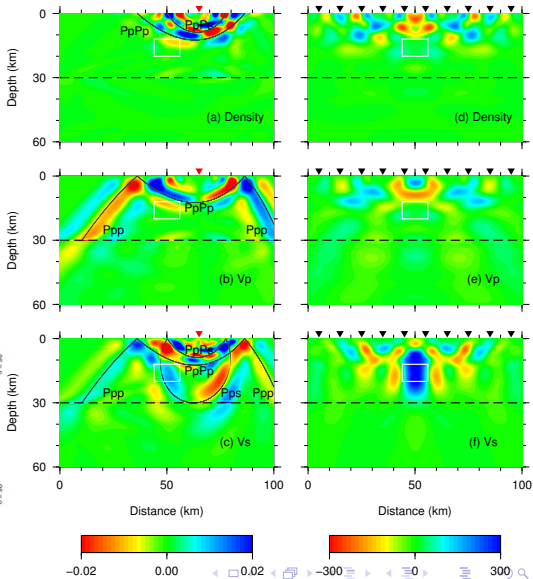 0
30
60
Depth (km)
PpPp
PpPs
(a) Density
(d) Density
0
30
60
Depth (km)
Ppp
PpPp
Ppp
(b) Vp
(e) Vp
0
30
60
Depth (km)
PpPs
PpPp
Ppp
Pps
Ppp
(c) Vs
(f) Vs
0 50 100
0 50 100
Distance (km)
Distance (km)
−0.02 0.00 0.02
−300 0 300